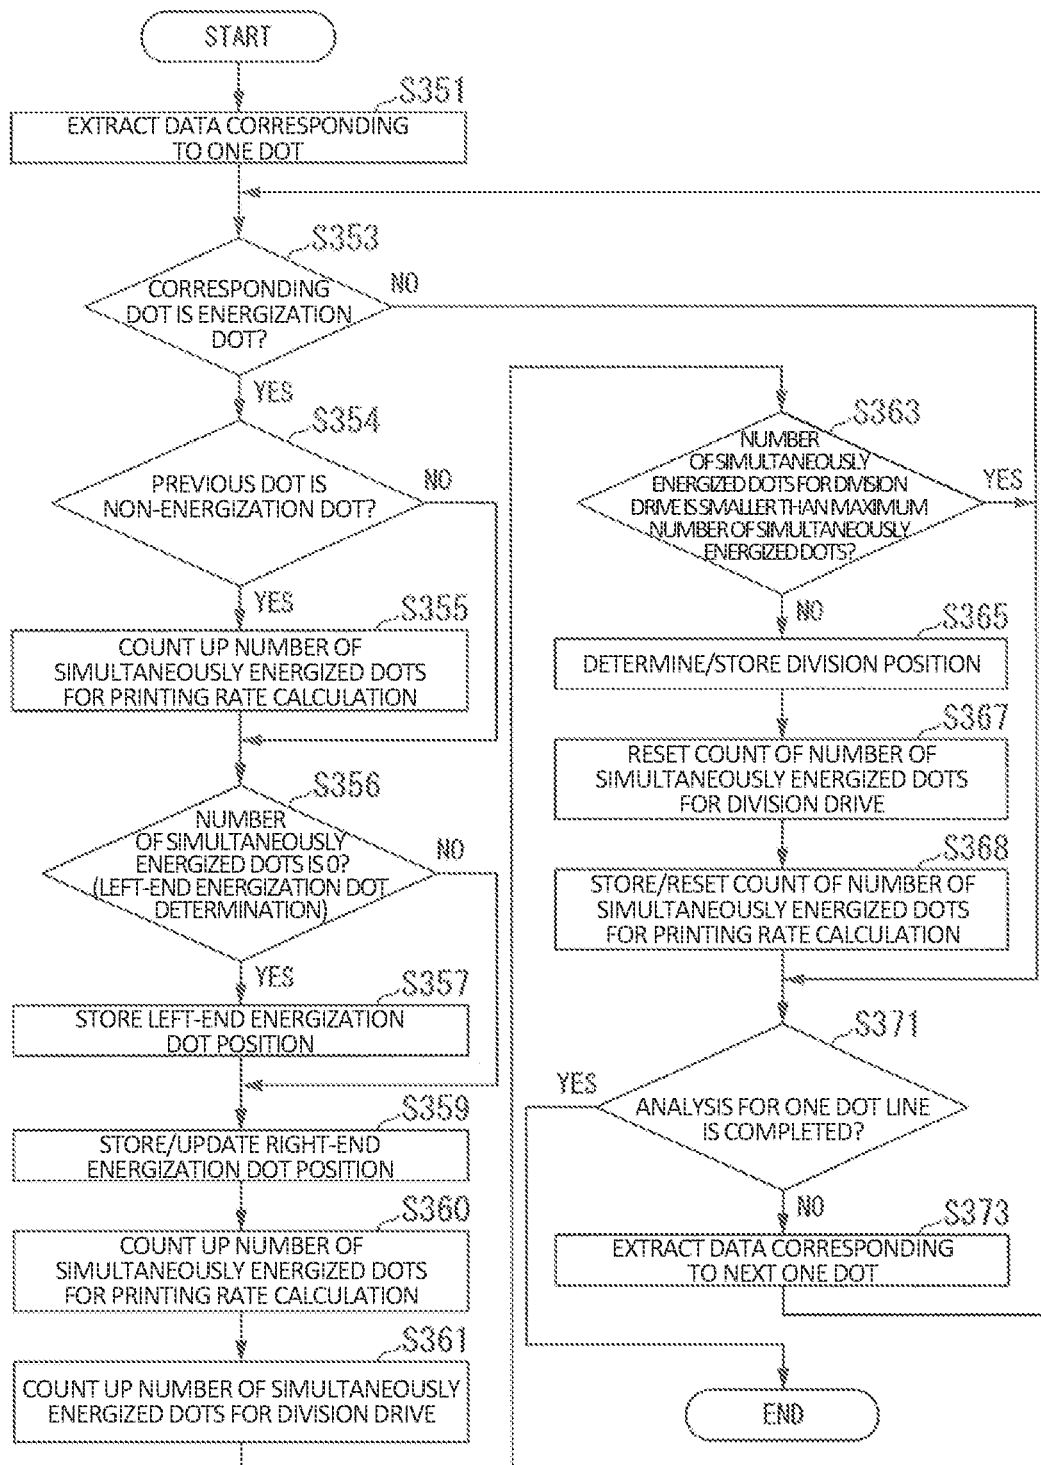 START
S351
EXTRACT DATA CORRESPONDING
TO ONE DOT
S353
CORRESPONDING
DOT IS ENERGIZATION
DOT?
NO
YES
S354
PREVIOUS DOT IS
NON-ENERGIZATION DOT?
NO
YES
S355
COUNT UP NUMBER OF
SIMULTANEOUSLY ENERGIZED DOTS
FOR PRINTING RATE CALCULATION
S356
NUMBER
OF SIMULTANEOUSLY
ENERGIZED DOTS IS 0?
(LEFT-END ENERGIZATION DOT
DETERMINATION)
NO
YES
S357
STORE LEFT-END ENERGIZATION
DOT POSITION
S359
STORE/UPDATE RIGHT-END
ENERGIZATION DOT POSITION
S360
COUNT UP NUMBER OF
SIMULTANEOUSLY ENERGIZED DOTS
FOR PRINTING RATE CALCULATION
S361
COUNT UP NUMBER OF SIMULTANEOUSLY
ENERGIZED DOTS FOR DIVISION DRIVE
S363
NUMBER
OF SIMULTANEOUSLY
ENERGIZED DOTS FOR DIVISION
DRIVE IS SMALLER THAN MAXIMUM
NUMBER OF SIMULTANEOUSLY
ENERGIZED DOTS?
YES
NO
S365
DETERMINE/STORE DIVISION POSITION
S367
RESET COUNT OF NUMBER OF
SIMULTANEOUSLY ENERGIZED DOTS
FOR DIVISION DRIVE
S368
STORE/RESET COUNT OF NUMBER OF
SIMULTANEOUSLY ENERGIZED DOTS
FOR PRINTING RATE CALCULATION
S371
YES
ANALYSIS FOR ONE DOT LINE
IS COMPLETED?
NO
S373
EXTRACT DATA CORRESPONDING
TO NEXT ONE DOT
END